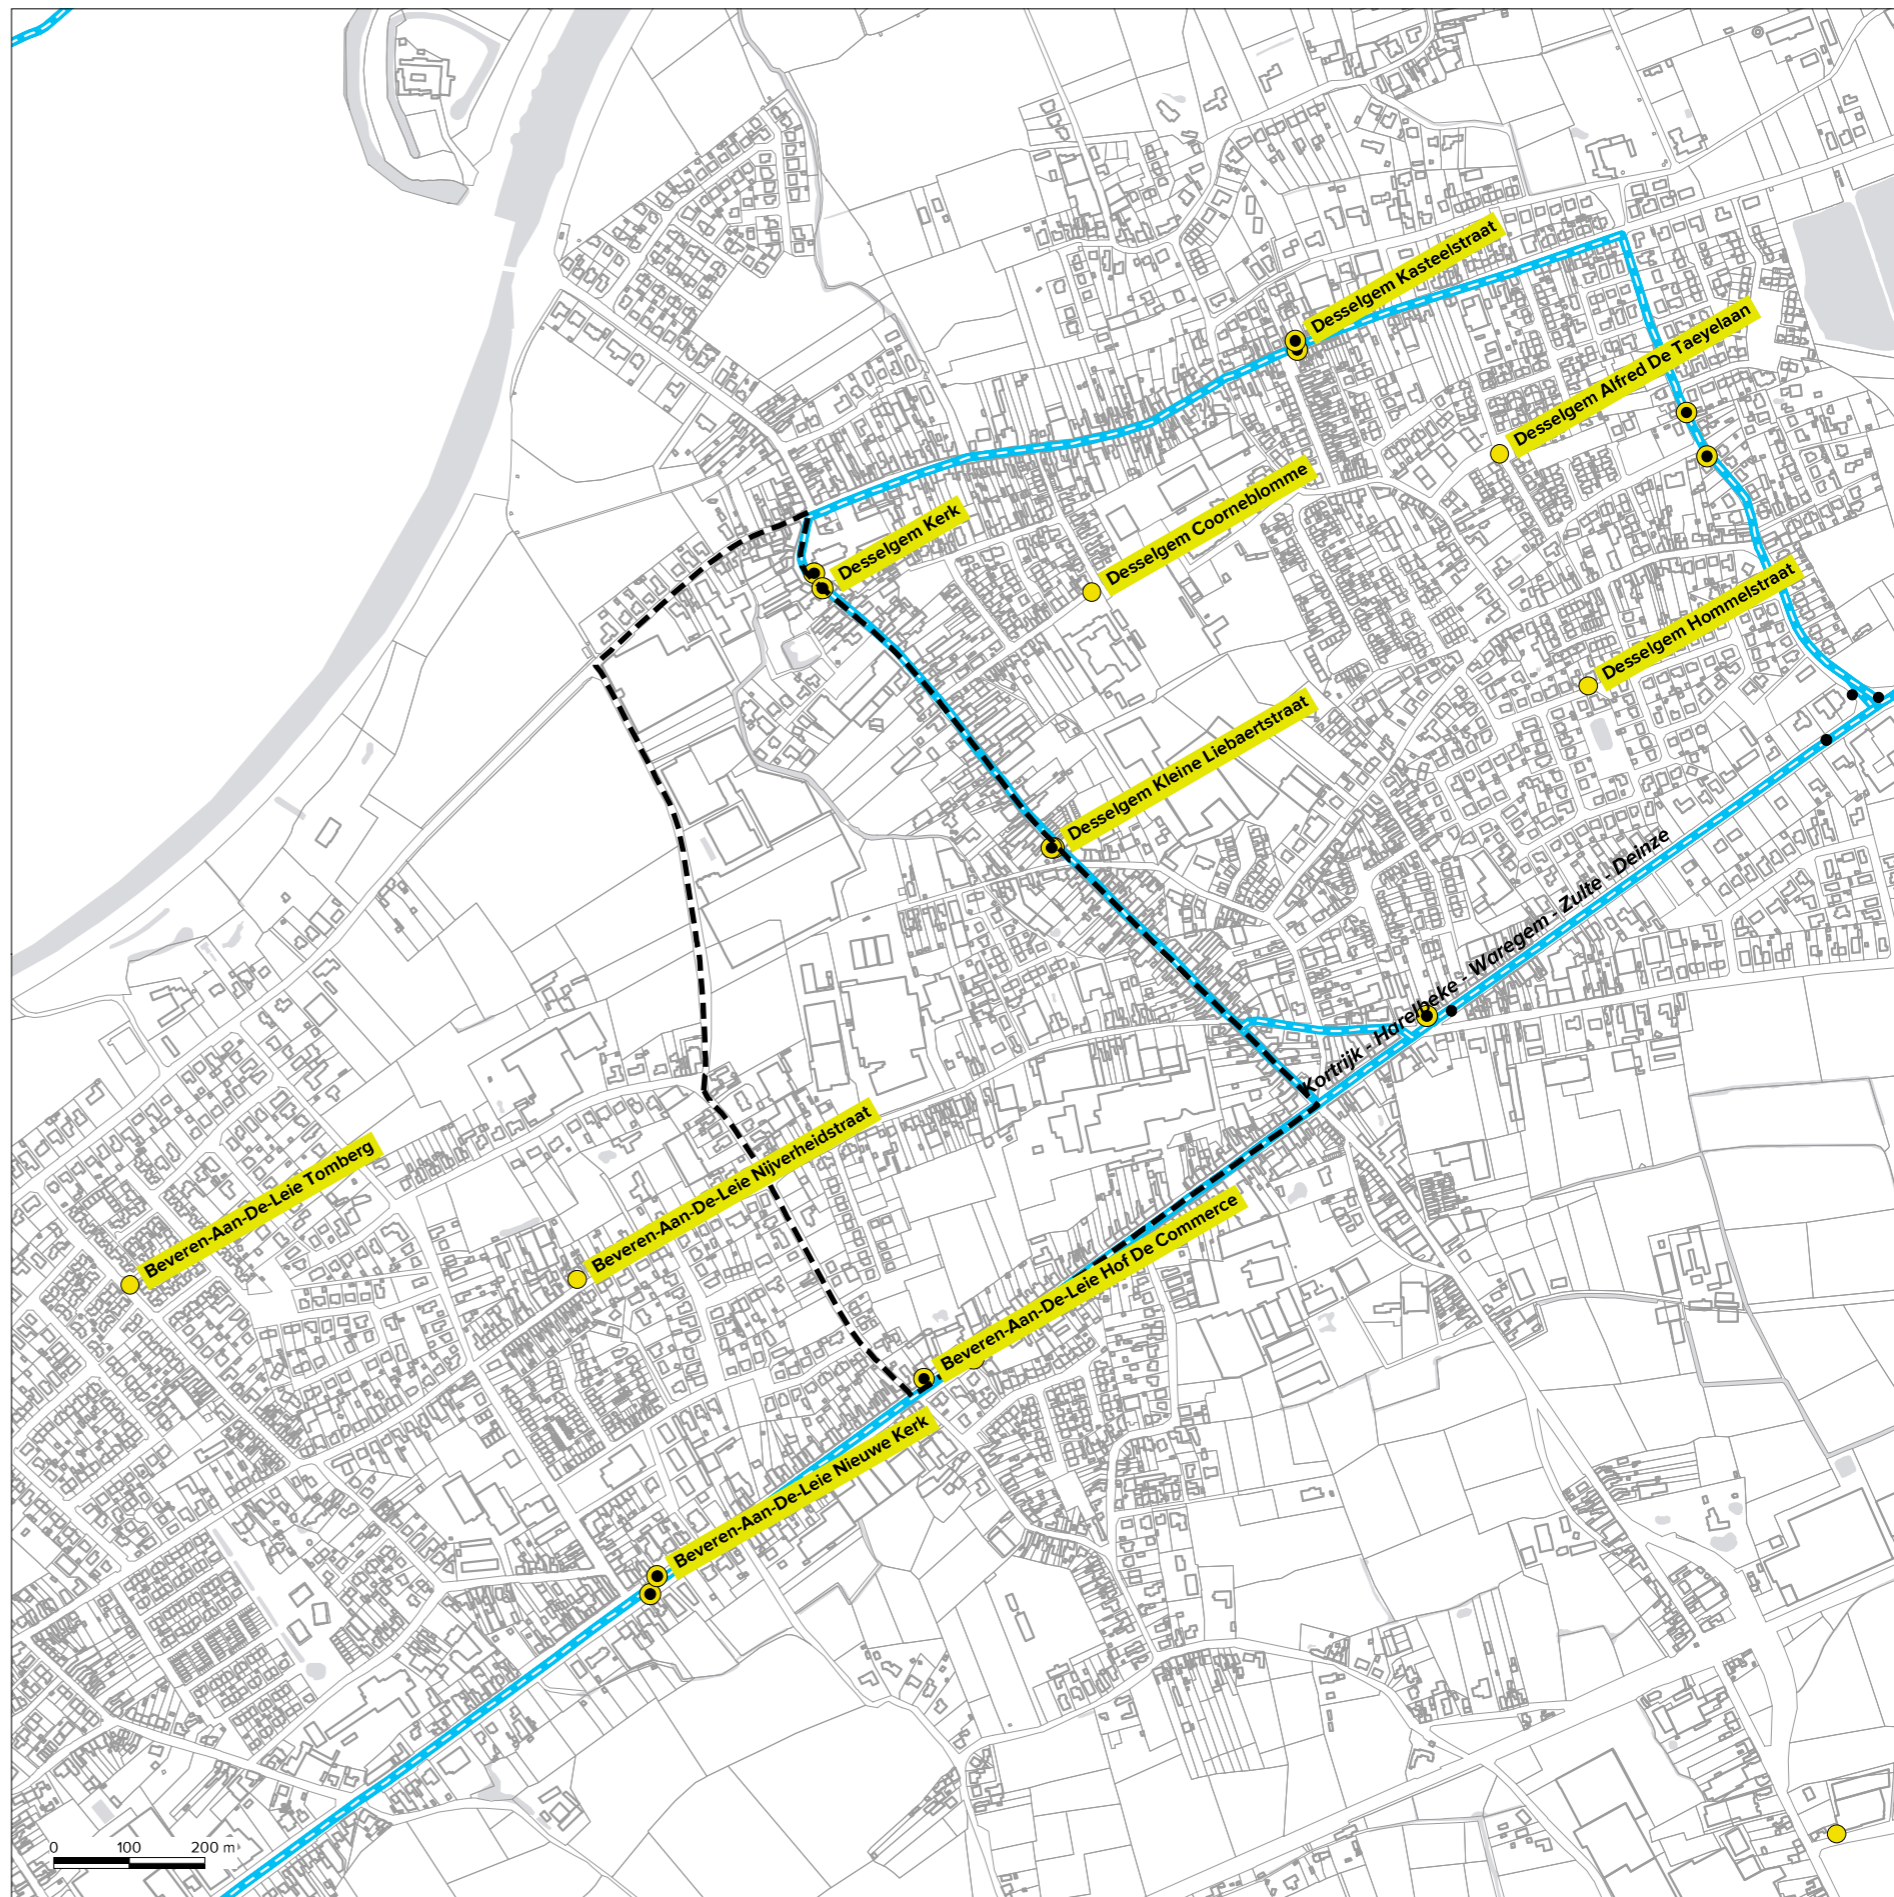 Desselgem Kasteelstraat
Desselgem Alfred De Taeyelaan
Desselgem Coorneblomme
Desselgem Kerk
Desselgem Hommelstraat
Desselgem Kleine Liebaertstraat
Kortrijk - Harelbeke - Waregem - Zulte - Deinze
Beveren-Aan-De-Leie Tomberg
Beveren-Aan-De-Leie Nijverheidstraat
Beveren-Aan-De-Leie Hof De Commerce
Beveren-Aan-De-Leie Nieuwe Kerk
0 100 200 m